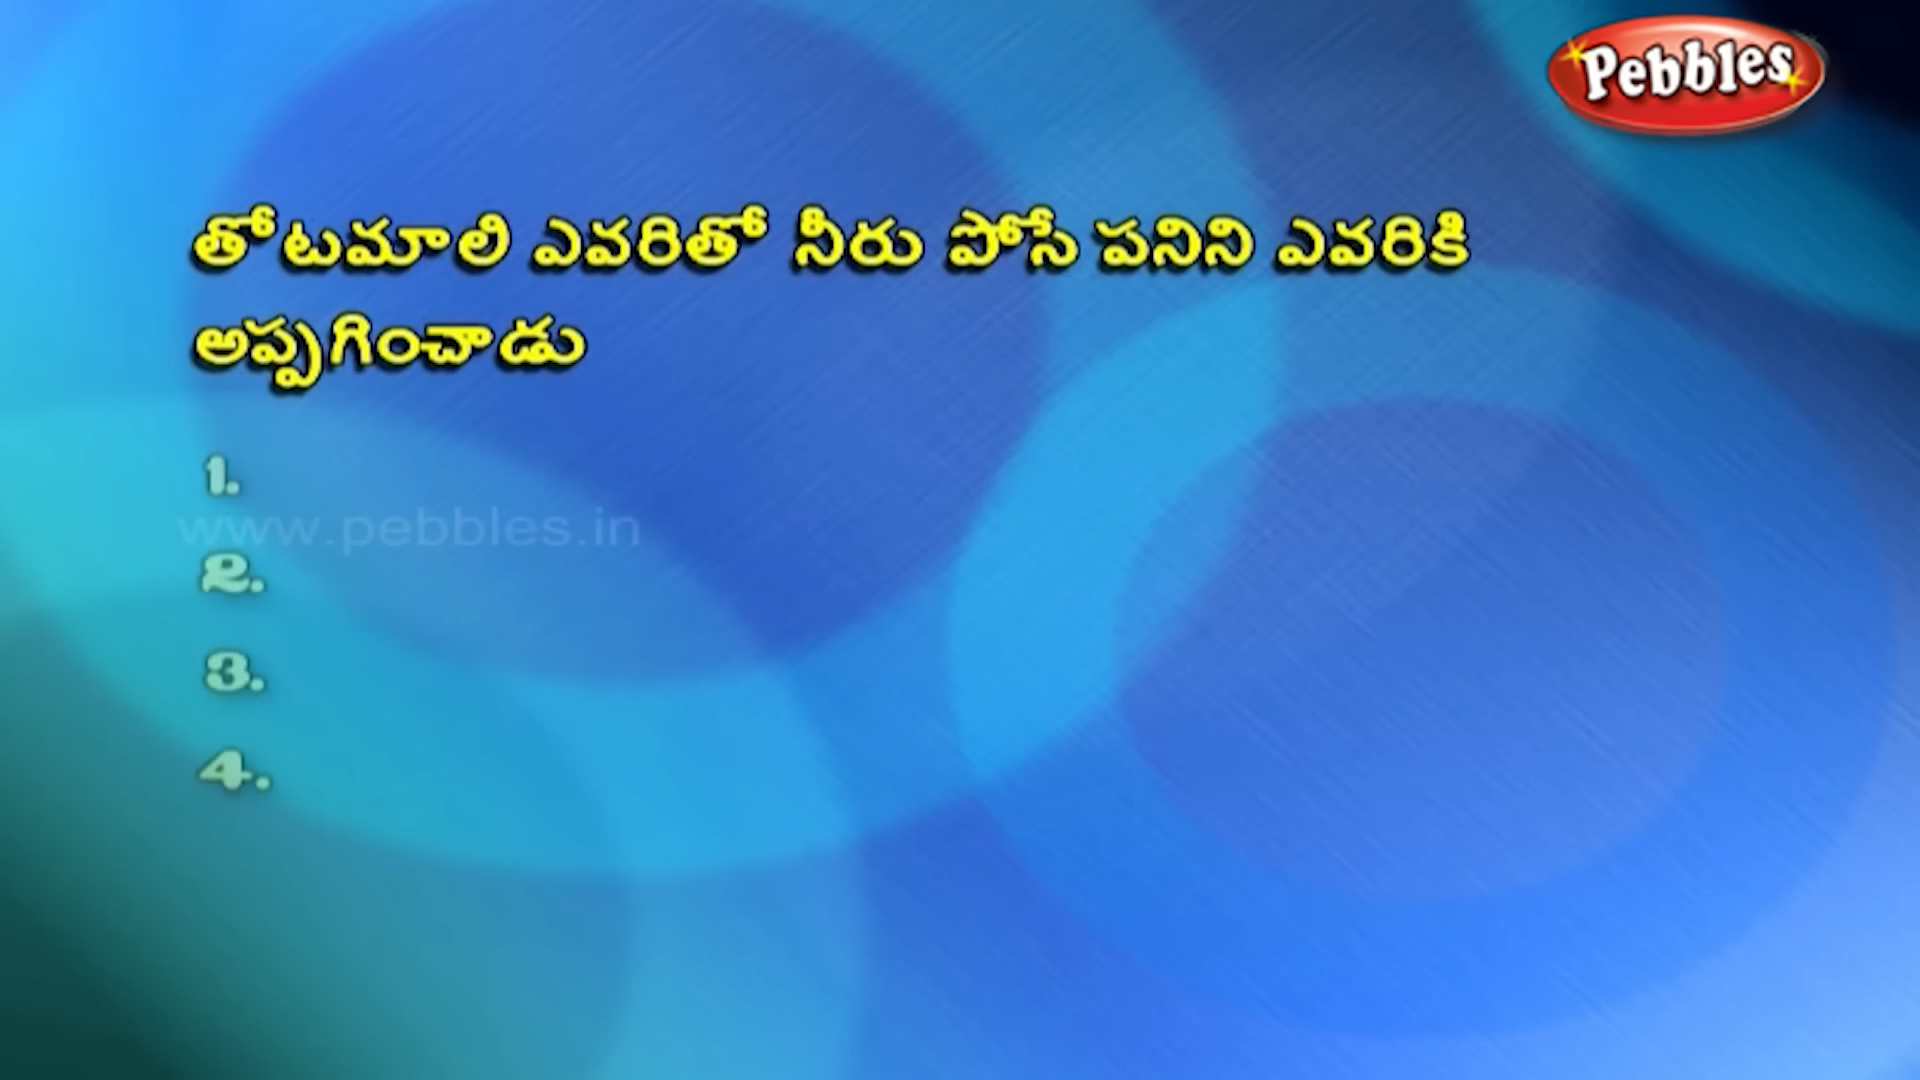 Pebbles
తోటమాలి ఎవరితో నీరు పోసే పనిని ఎవరికి
అప్పగించాడు
1.
www.pebbles.in
2.
3.
4.